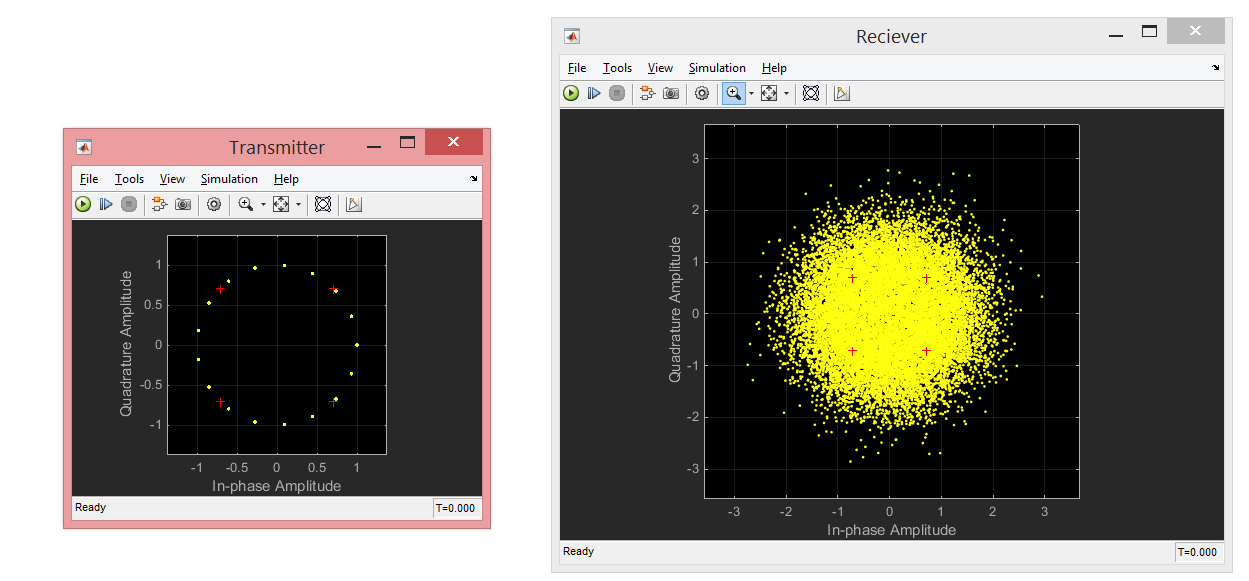 Transmitter
File Tools View Simulation Help
1
0.5
0
-0.5
-1
Quadrature Amplitude
-1 -0.5 0 0.5 1
In-phase Amplitude
Ready T=0.000
Reciever
File Tools View Simulation Help
3
2
1
0
-1
-2
-3
Quadrature Amplitude
-3 -2 -1 0 1 2 3
In-phase Amplitude
Ready T=0.000